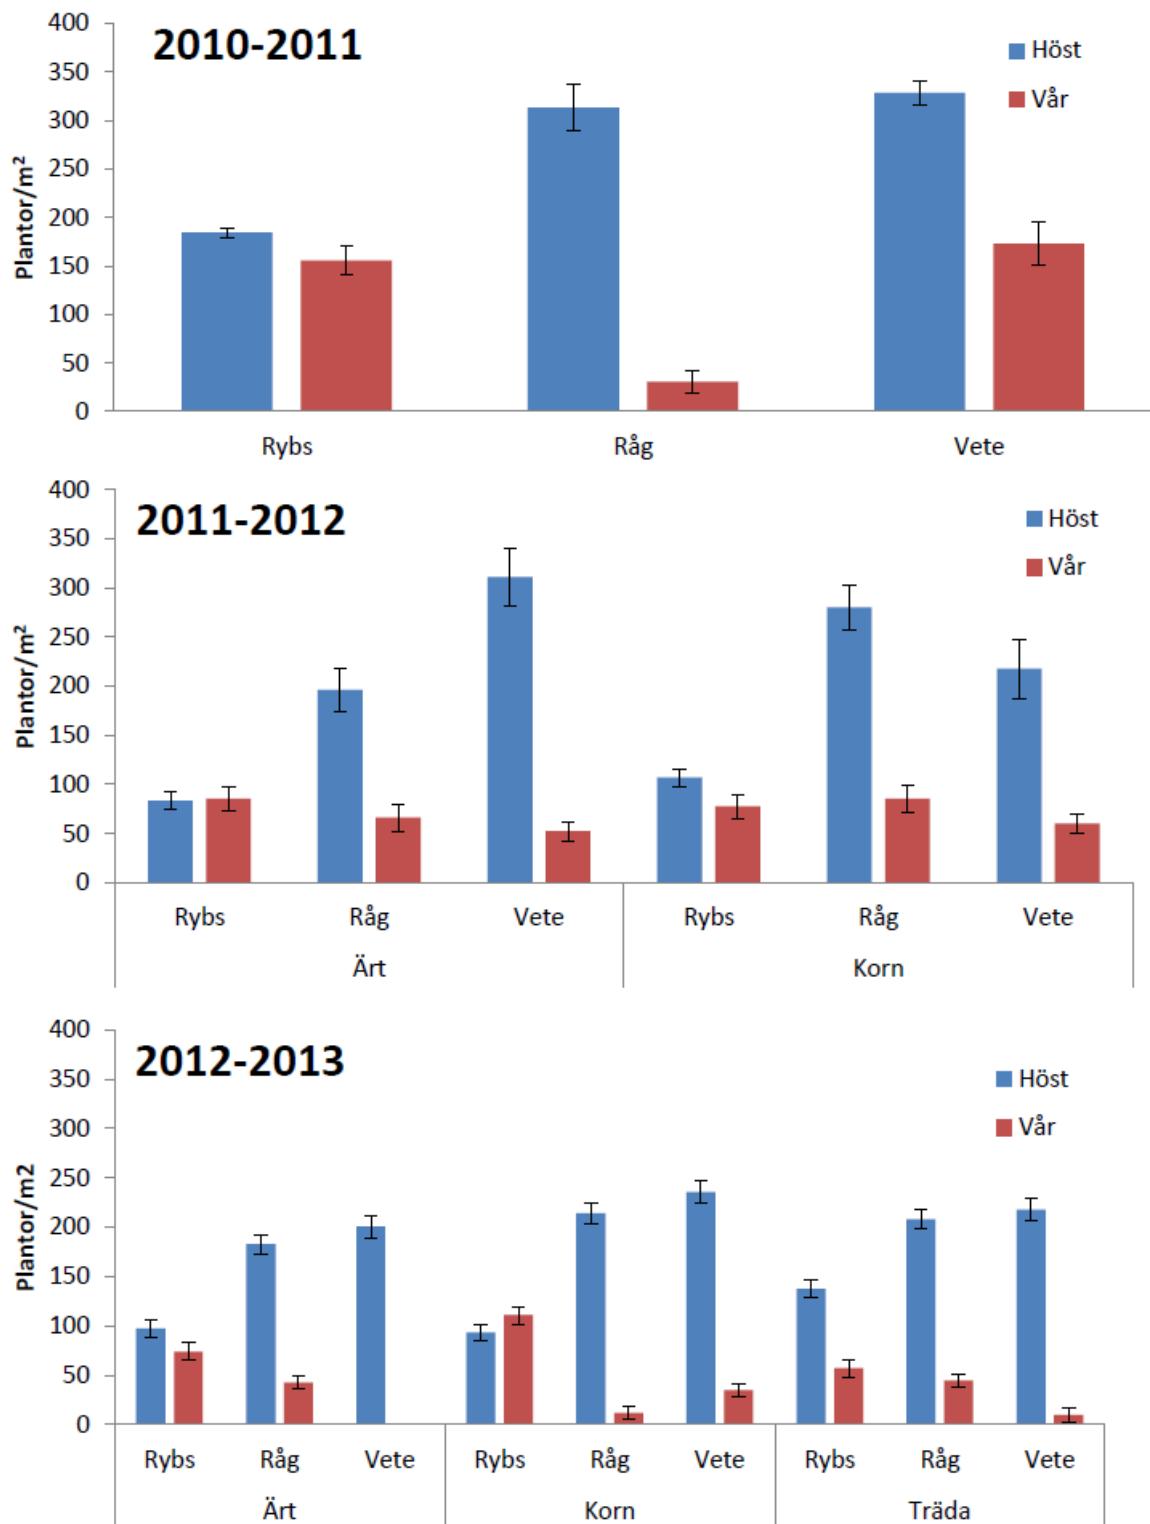 2010-2011
Höst
Vår
Plantor/m²
400
350
300
250
200
150
100
50
0
Rybs Råg Vete
2011-2012
Höst
Vår
Plantor/m²
400
350
300
250
200
150
100
50
0
Rybs Råg Vete Rybs Råg Vete
Ärt Korn
2012-2013
Höst
Vår
Plantor/m2
400
350
300
250
200
150
100
50
0
Rybs Råg Vete Rybs Råg Vete Rybs Råg Vete
Ärt Korn Träda